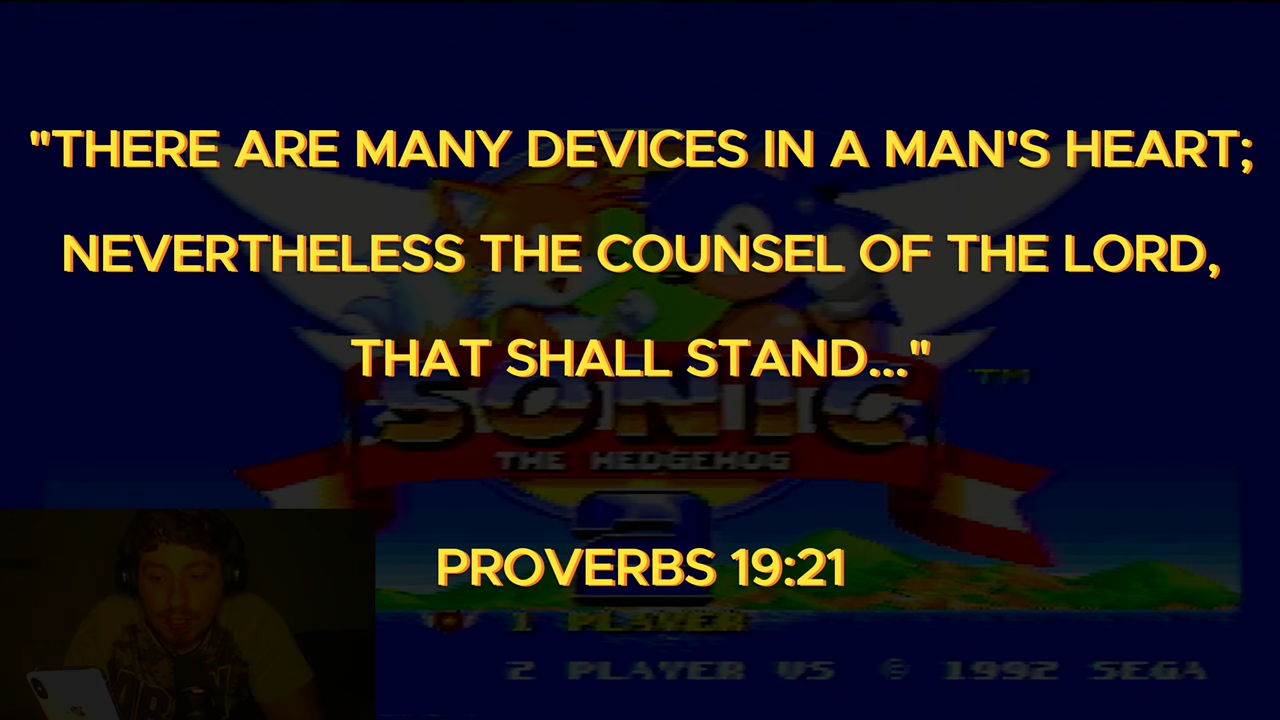 "THERE ARE MANY DEVICES IN A MAN'S HEART;
NEVERTHELESS THE COUNSEL OF THE LORD,
THAT SHALL STAND..."
TM
SONIC
THE HEDGEHOG
2
PROVERBS 19:21
1 PLAYER
2 PLAYER VS © 1992 SEGA